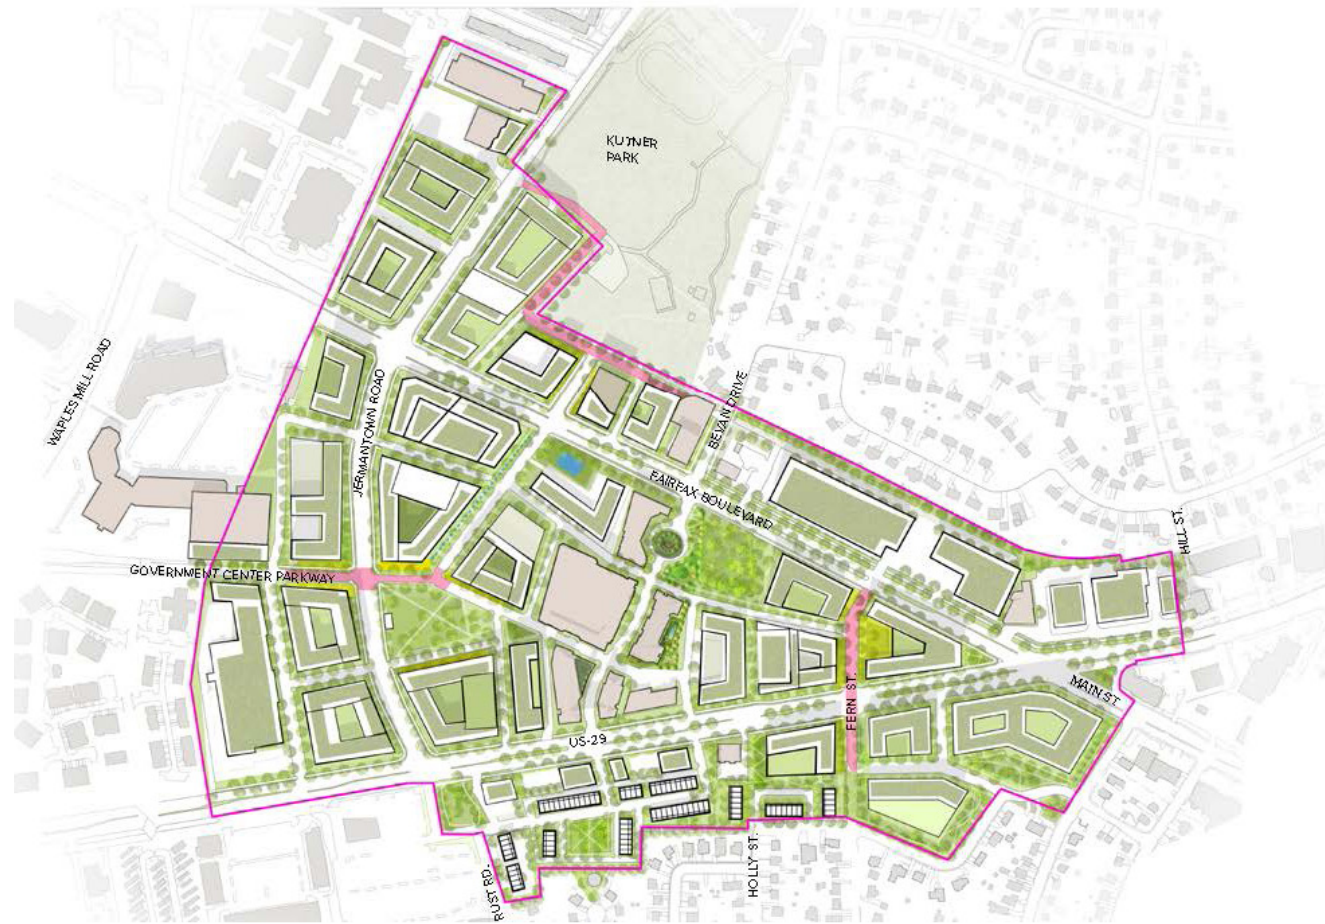 KUTNER
PARK
WAPLES MILL ROAD
JERMANTOWN ROAD
BEVAN DRIVE
FAIRFAX BOULEVARD
HILL ST.
GOVERNMENT CENTER PARKWAY
FERN ST.
MAIN ST.
US-29
HOLLY ST.
RUST RD.